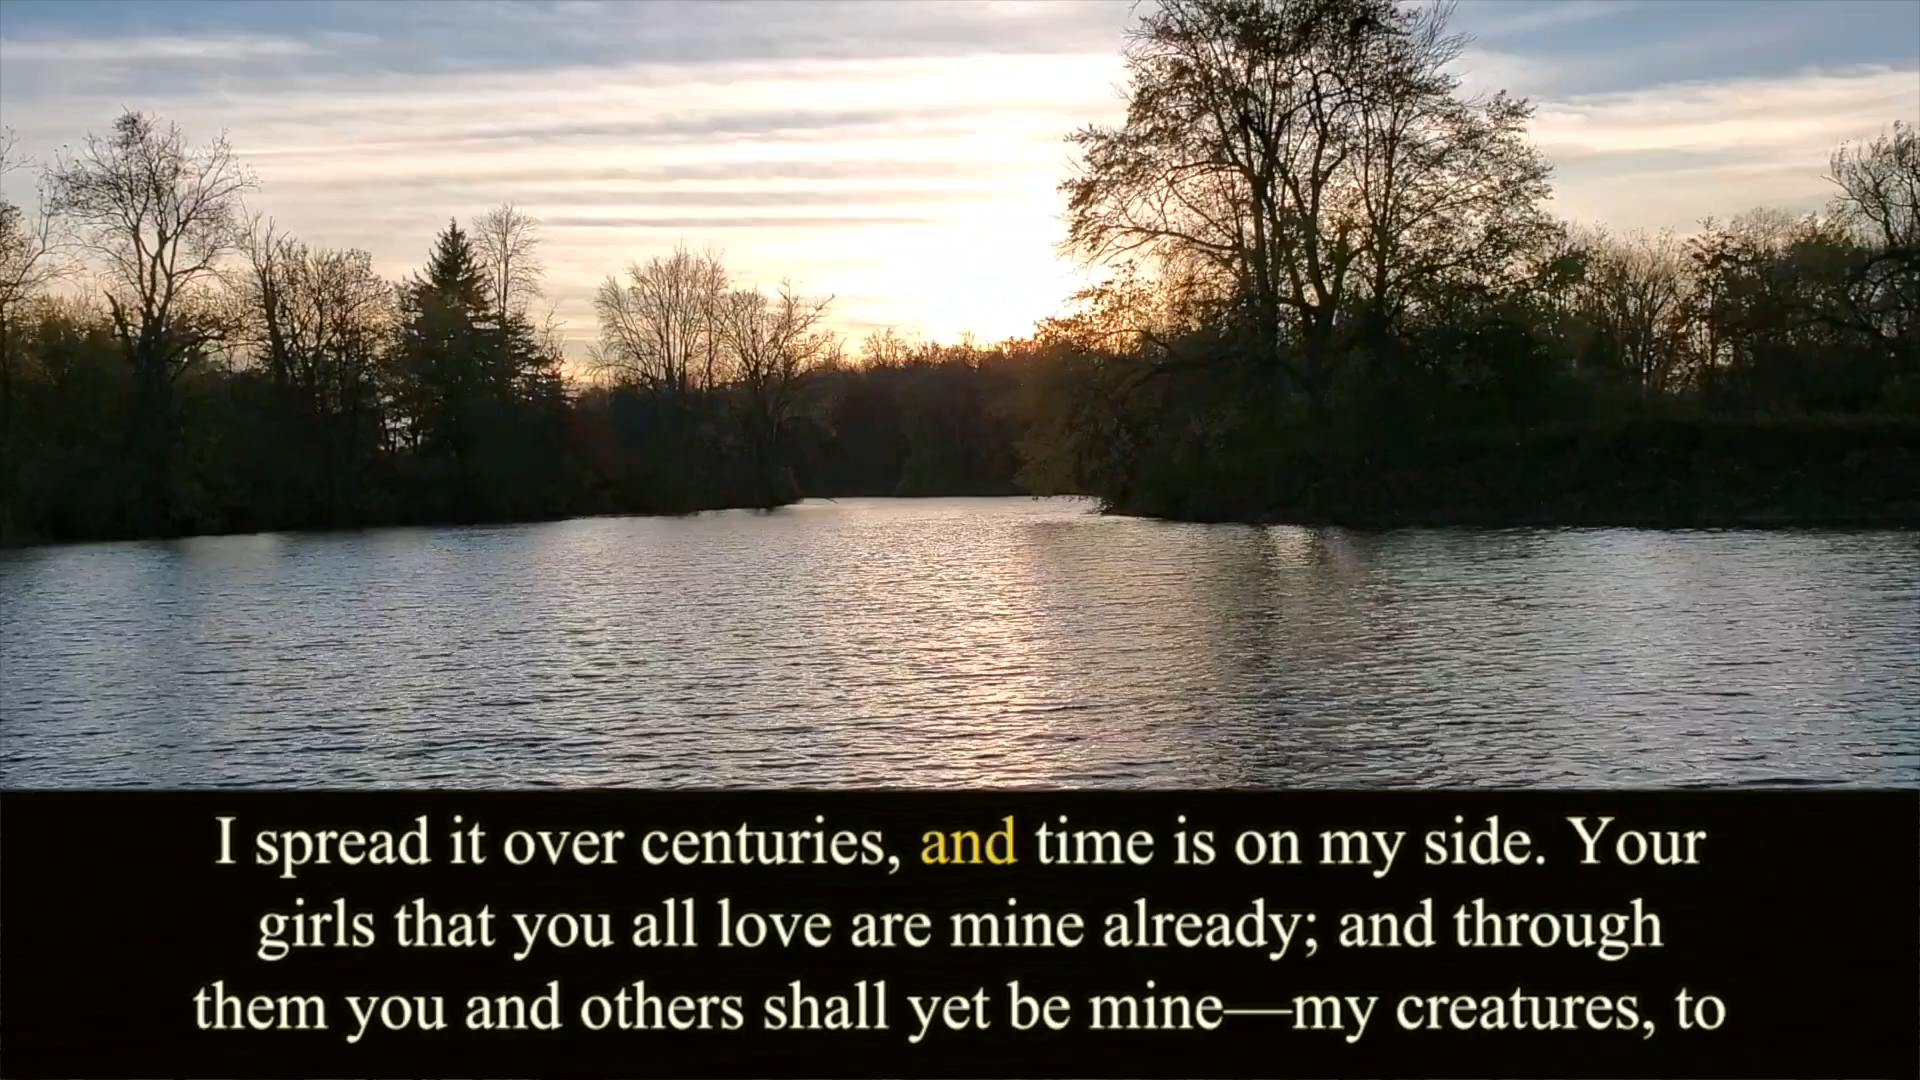 I spread it over centuries, and time is on my side. Your
girls that you all love are mine already; and through
them you and others shall yet be mine—my creatures, to